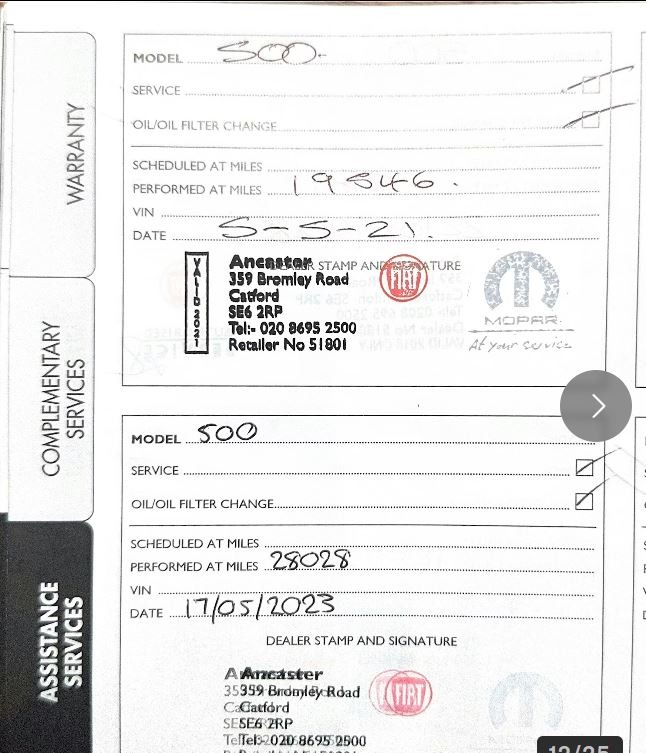 WARRANTY
COMPLEMENTARY
SERVICES
ASSISTANCE
SERVICES
MODEL 500-
SERVICE
OIL/OIL FILTER CHANGE
SCHEDULED AT MILES
PERFORMED AT MILES 19546.
VIN
DATE 5-5-21.
DEALER STAMP AND SIGNATURE
VALID 2021
Ancaster
359 Bromley Road
Catford
SE6 2RP
Tel:- 020 8695 2500
Retailer No 51801
FIAT
MOPAR
At your service
MODEL 500
SERVICE
OIL/OIL FILTER CHANGE
SCHEDULED AT MILES
PERFORMED AT MILES 28028
VIN
DATE 17/05/2023
DEALER STAMP AND SIGNATURE
Ancaster
359 Bromley Road
Catford
SE6 2RP
Tel:- 020 8695 2500
FIAT